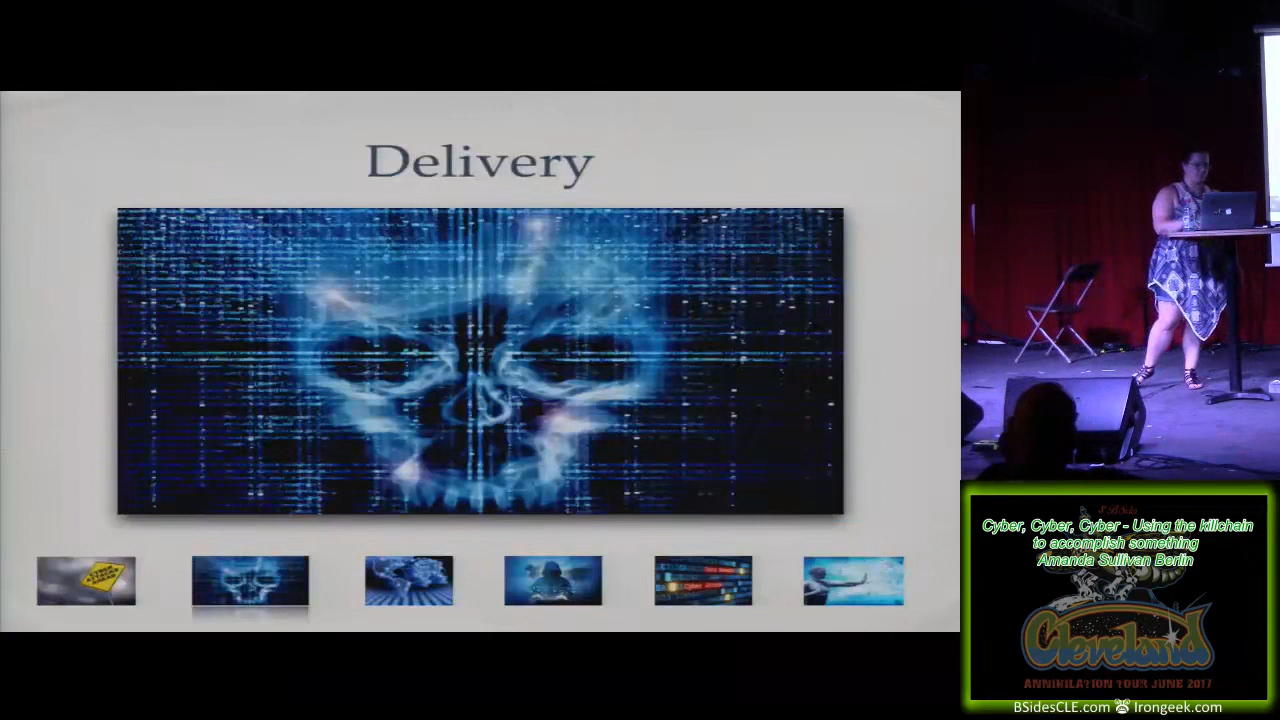 Delivery
Cyber, Cyber, Cyber - Using the killchain
to accomplish something
Amanda Sullivan Berlin
Cleveland
ANNIHILATION TOUR JUNE 2017
BSidesCLE.com Irongeek.com